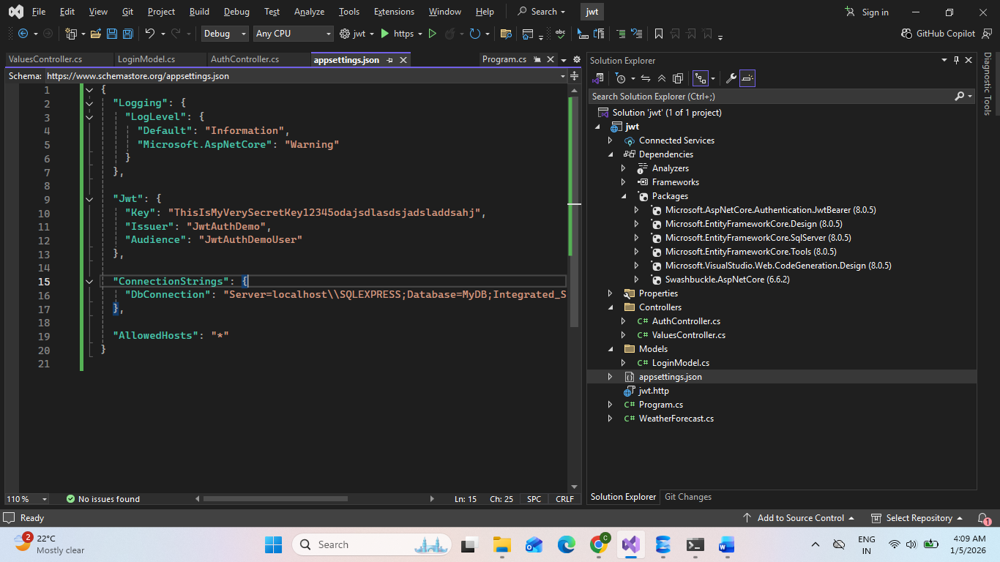 File Edit View Git Project Build Debug Test Analyze Tools Extensions Window Help Search jwt Sign in
Debug Any CPU jwt https GitHub Copilot
ValuesController.cs LoginModel.cs AuthController.cs appsettings.json Program.cs
Schema: https://www.schemastore.org/appsettings.json
1 {
2 "Logging": {
3 "LogLevel": {
4 "Default": "Information",
5 "Microsoft.AspNetCore": "Warning"
6 }
7 },
8
9 "Jwt": {
10 "Key": "ThisIsMyVerySecretKey12345odajsdlasdsjadsladdsahj",
11 "Issuer": "JwtAuthDemo",
12 "Audience": "JwtAuthDemoUser"
13 },
14
15 "ConnectionStrings": {
16 "DbConnection": "Server=localhost\\SQLEXPRESS;Database=MyDB;Integrated_S
17 },
18
19 "AllowedHosts": "*"
20 }
21
110 % No issues found Ln: 15 Ch: 25 SPC CRLF
Solution Explorer
Search Solution Explorer (Ctrl+;)
Solution 'jwt' (1 of 1 project)
jwt
Connected Services
Dependencies
Analyzers
Frameworks
Packages
Microsoft.AspNetCore.Authentication.JwtBearer (8.0.5)
Microsoft.EntityFrameworkCore.Design (8.0.5)
Microsoft.EntityFrameworkCore.SqlServer (8.0.5)
Microsoft.EntityFrameworkCore.Tools (8.0.5)
Microsoft.VisualStudio.Web.CodeGeneration.Design (8.0.5)
Swashbuckle.AspNetCore (6.6.2)
Properties
Controllers
C# AuthController.cs
C# ValuesController.cs
Models
C# LoginModel.cs
appsettings.json
jwt.http
C# Program.cs
C# WeatherForecast.cs
Solution Explorer Git Changes
Diagnostic Tools
Ready Add to Source Control Select Repository 1
2 22°C
Mostly clear
Search
C
ENG
IN
4:09 AM
1/5/2026